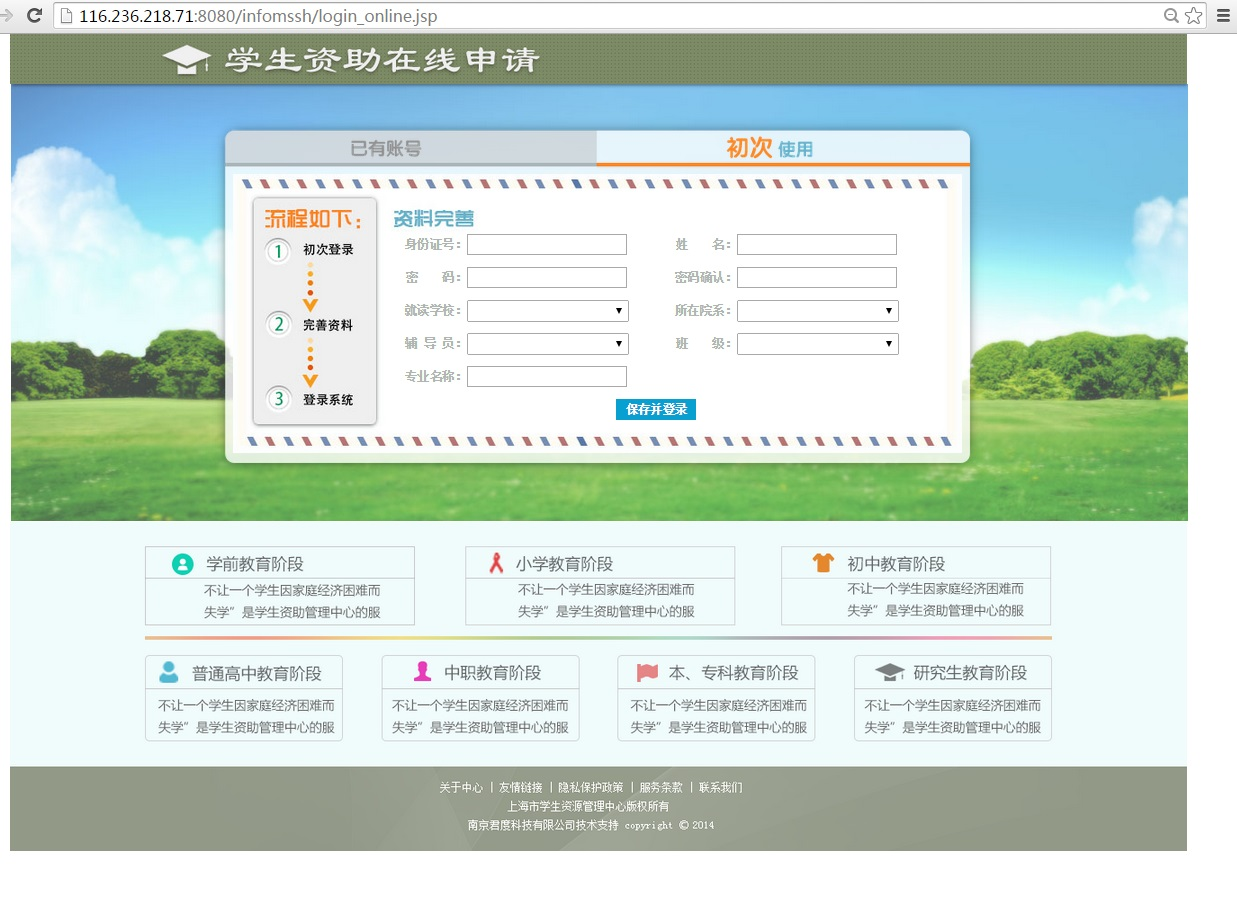 116.236.218.71:8080/infomssh/login_online.jsp
学生资助在线申请
已有账号
初次 使用
流程如下：
1 初次登录
2 完善资料
3 登录系统
资料完善
身份证号： 姓 名：
密 码： 密码确认：
就读学校： 所在院系：
辅 导 员： 班 级：
专业名称：
保存并登录
学前教育阶段
不让一个学生因家庭经济困难而
失学”是学生资助管理中心的服
小学教育阶段
不让一个学生因家庭经济困难而
失学”是学生资助管理中心的服
初中教育阶段
不让一个学生因家庭经济困难而
失学”是学生资助管理中心的服
普通高中教育阶段
不让一个学生因家庭经济困难而
失学”是学生资助管理中心的服
中职教育阶段
不让一个学生因家庭经济困难而
失学”是学生资助管理中心的服
本、专科教育阶段
不让一个学生因家庭经济困难而
失学”是学生资助管理中心的服
研究生教育阶段
不让一个学生因家庭经济困难而
失学”是学生资助管理中心的服
关于中心 | 友情链接 | 隐私保护政策 | 服务条款 | 联系我们
上海市学生资源管理中心版权所有
南京君度科技有限公司技术支持 copyright © 2014